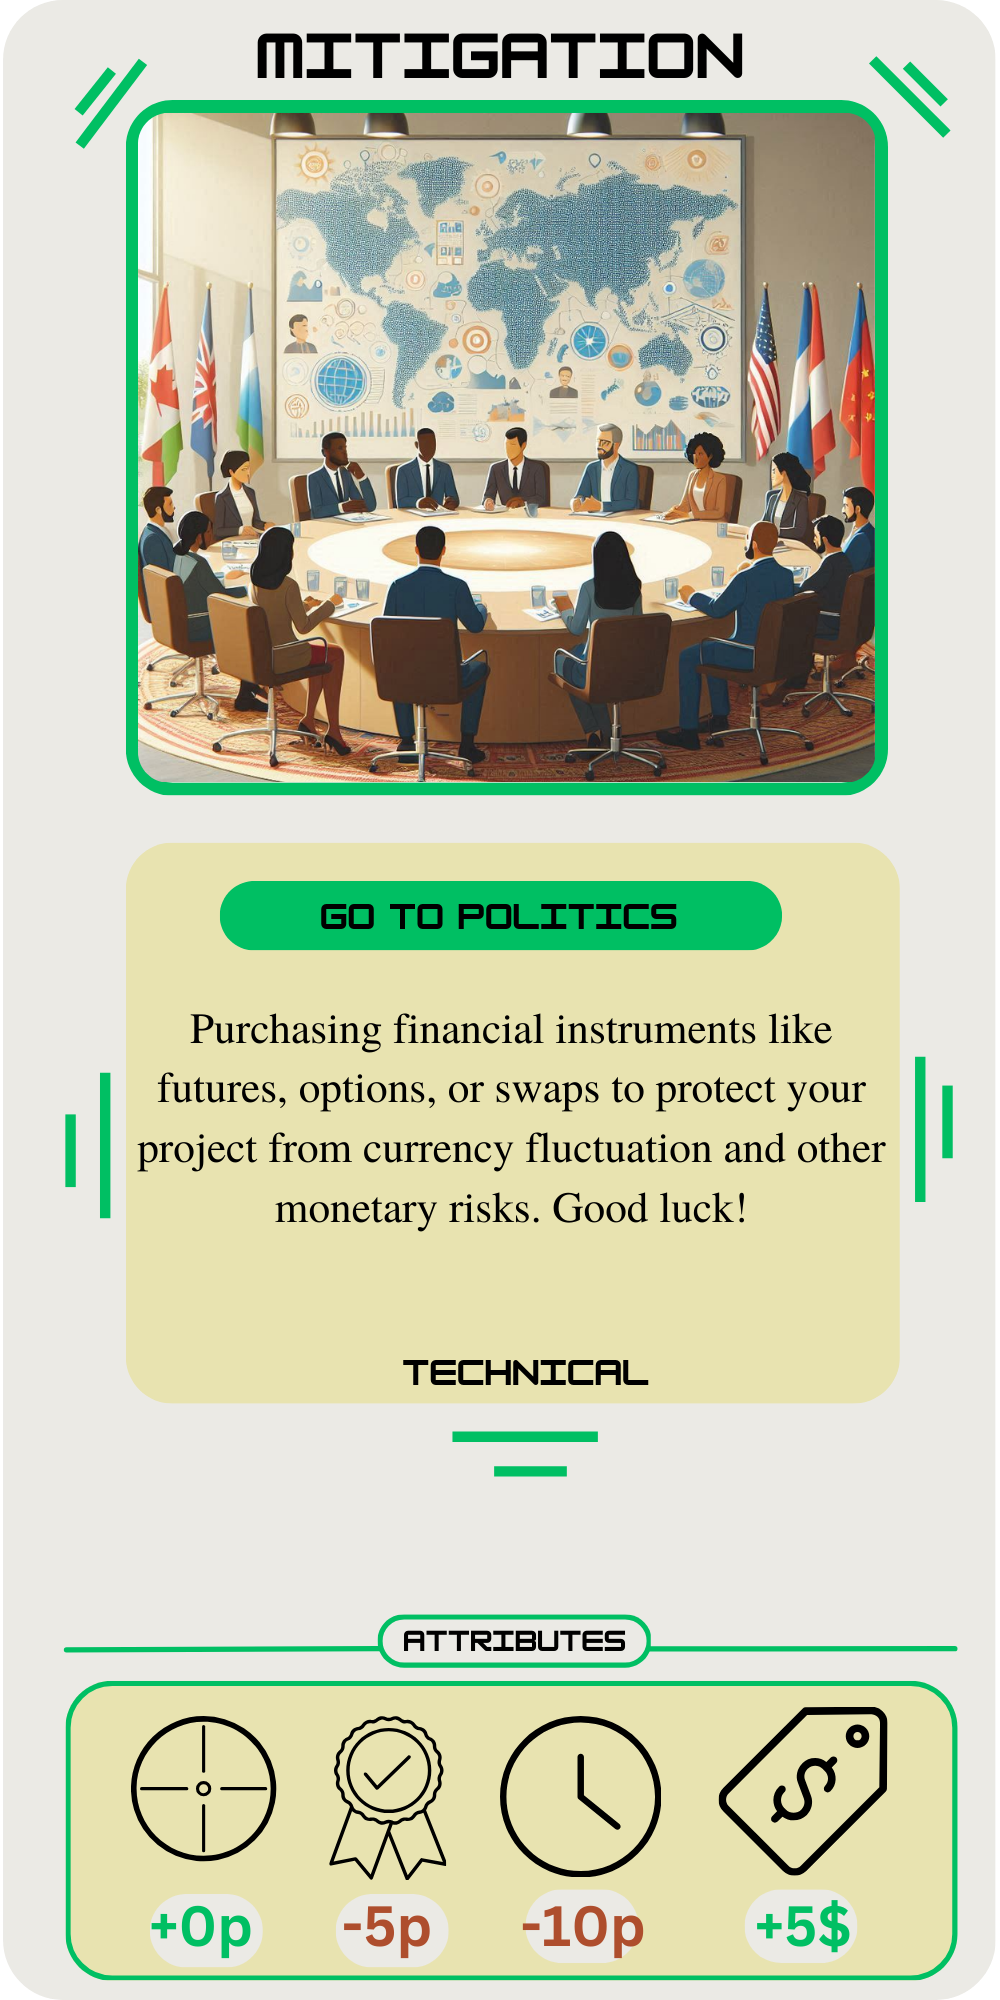 MITIGATION
GO TO POLITICS
Purchasing financial instruments like
futures, options, or swaps to protect your
project from currency fluctuation and other
monetary risks. Good luck!
TECHNICAL
ATTRIBUTES
+0p -5p -10p +5$